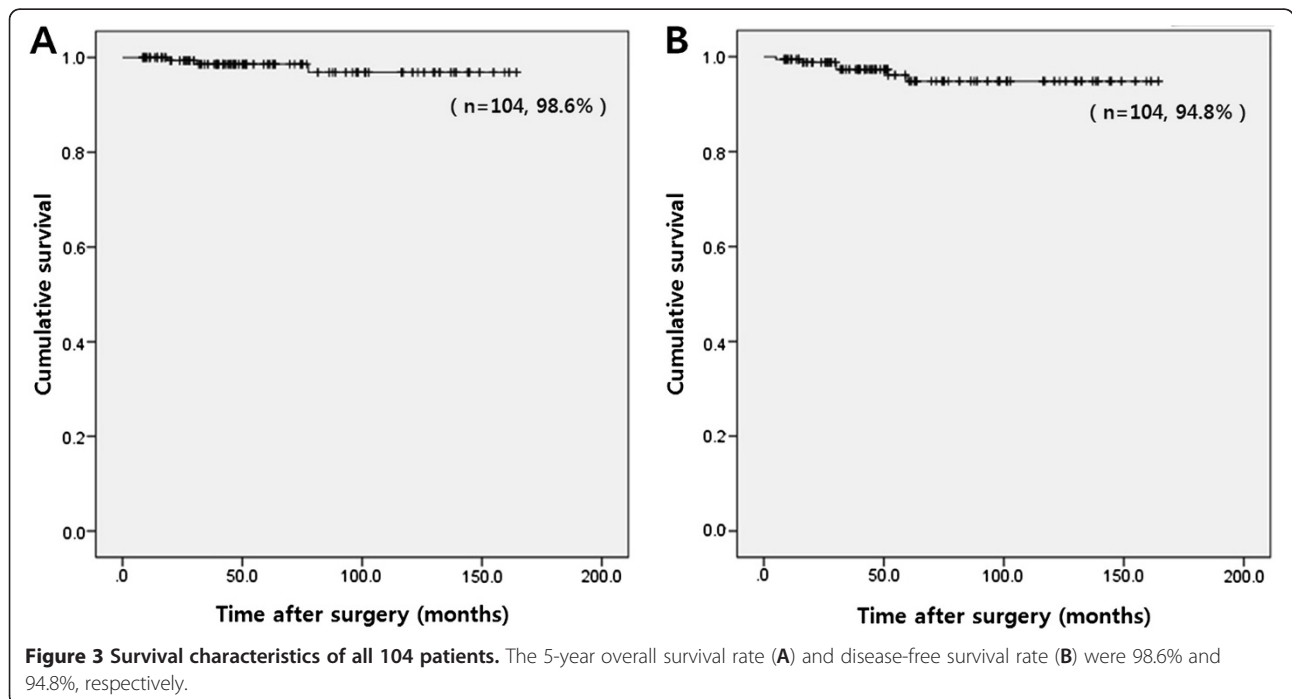 A
Cumulative survival
1.0
0.8
0.6
0.4
0.2
0.0
( n=104, 98.6% )
.0 50.0 100.0 150.0 200.0
Time after surgery (months)
B
Cumulative survival
1.0
0.8
0.6
0.4
0.2
0.0
( n=104, 94.8% )
.0 50.0 100.0 150.0 200.0
Time after surgery (months)
Figure 3 Survival characteristics of all 104 patients. The 5-year overall survival rate (A) and disease-free survival rate (B) were 98.6% and
94.8%, respectively.